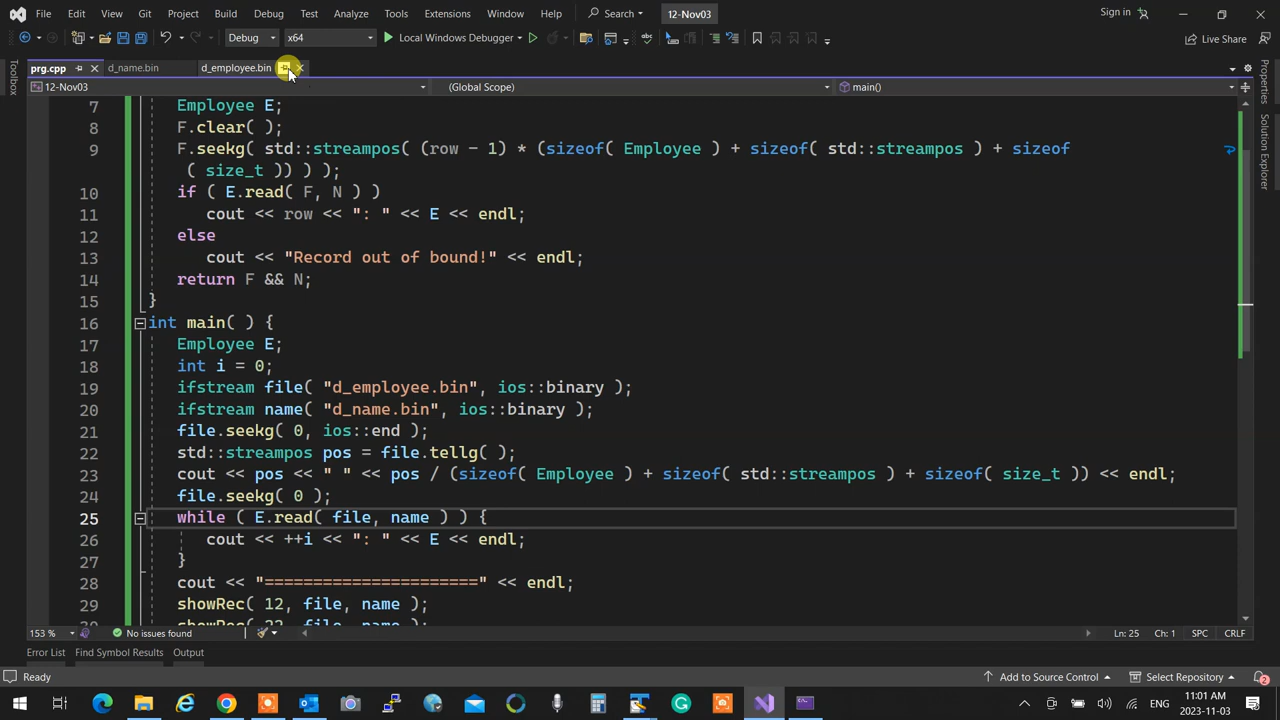 File Edit View Git Project Build Debug Test Analyze Tools Extensions Window Help Search 12-Nov03 Sign in
Debug x64 Local Windows Debugger Live Share
prg.cpp d_name.bin d_employee.bin
12-Nov03 (Global Scope) main()
Toolbox
Properties
Solution Explorer
7 Employee E;
8 F.clear( );
9 F.seekg( std::streampos( (row - 1) * (sizeof( Employee ) + sizeof( std::streampos ) + sizeof
( size_t )) ) );
10 if ( E.read( F, N ) )
11 cout << row << ": " << E << endl;
12 else
13 cout << "Record out of bound!" << endl;
14 return F && N;
15 }
16 int main( ) {
17 Employee E;
18 int i = 0;
19 ifstream file( "d_employee.bin", ios::binary );
20 ifstream name( "d_name.bin", ios::binary );
21 file.seekg( 0, ios::end );
22 std::streampos pos = file.tellg( );
23 cout << pos << " " << pos / (sizeof( Employee ) + sizeof( std::streampos ) + sizeof( size_t )) << endl;
24 file.seekg( 0 );
25 while ( E.read( file, name ) ) {
26 cout << ++i << ": " << E << endl;
27 }
28 cout << "======================" << endl;
29 showRec( 12, file, name );
showRec( 22, file, name );
153 % No issues found Ln: 25 Ch: 1 SPC CRLF
Error List Find Symbol Results Output
Ready Add to Source Control Select Repository 2
ENG 11:01 AM
2023-11-03